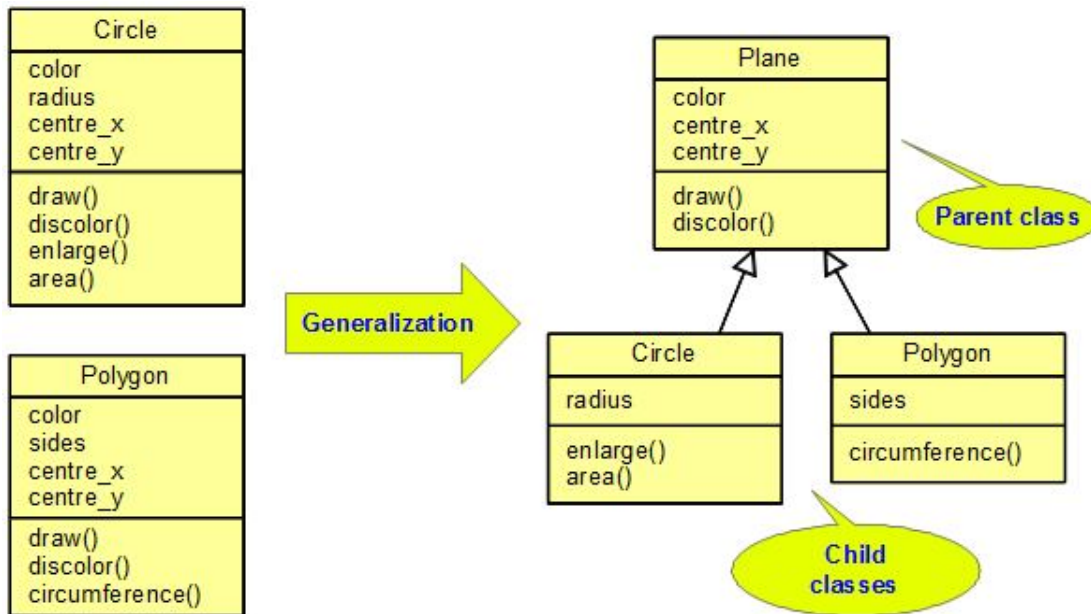 Circle
color
radius
centre_x
centre_y
draw()
discolor()
enlarge()
area()
Polygon
color
sides
centre_x
centre_y
draw()
discolor()
circumference()
Generalization
Plane
color
centre_x
centre_y
draw()
discolor()
Parent class
Circle
radius
enlarge()
area()
Polygon
sides
circumference()
Child
classes